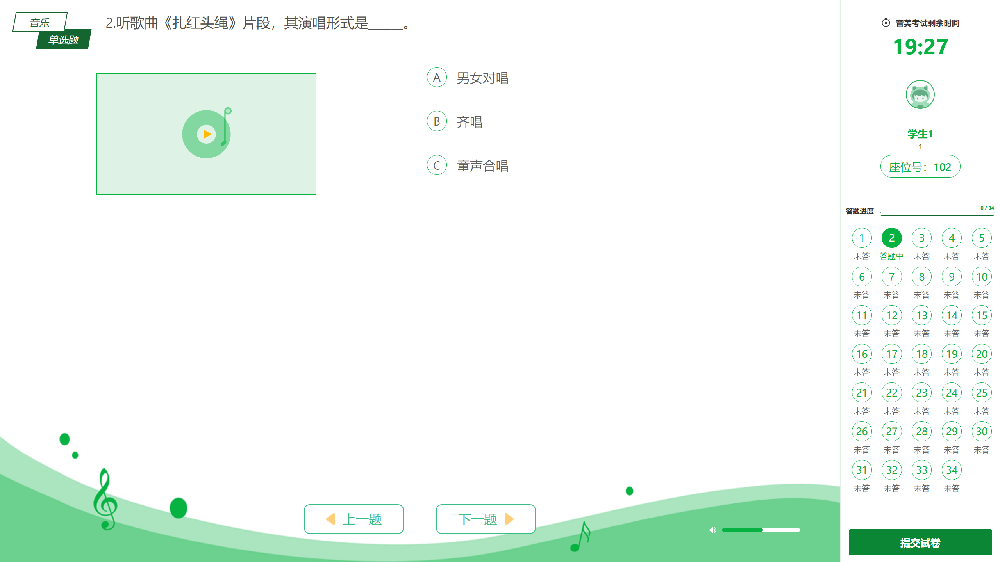 音乐
单选题
2.听歌曲《扎红头绳》片段，其演唱形式是______。
A 男女对唱
B 齐唱
C 童声合唱
上一题
下一题
音美考试剩余时间
19:27
学生1
1
座位号：102
答题进度
0 / 34
1 2 3 4 5
未答 答题中 未答 未答 未答
6 7 8 9 10
未答 未答 未答 未答 未答
11 12 13 14 15
未答 未答 未答 未答 未答
16 17 18 19 20
未答 未答 未答 未答 未答
21 22 23 24 25
未答 未答 未答 未答 未答
26 27 28 29 30
未答 未答 未答 未答 未答
31 32 33 34
未答 未答 未答 未答
提交试卷